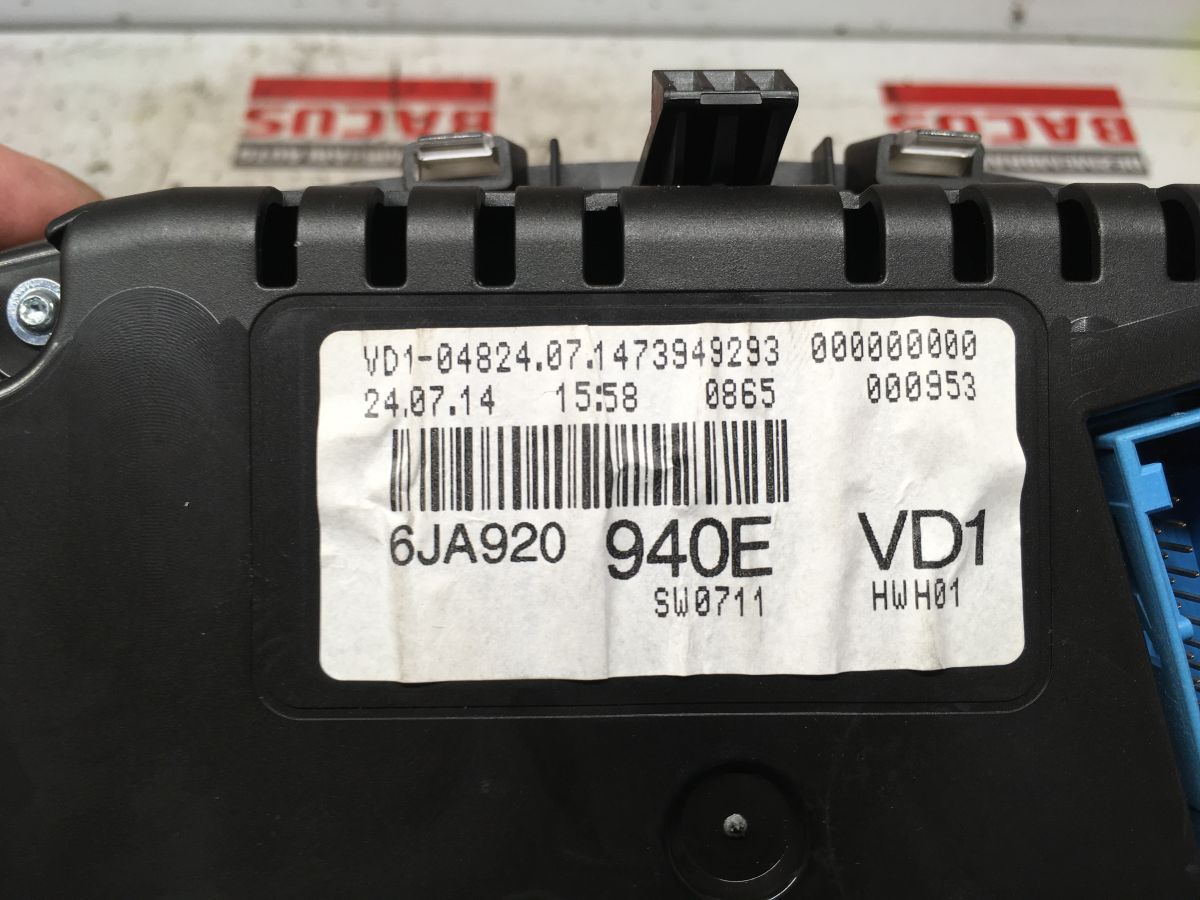 BACUS
BACUS
VD1-04824.07.1473949293 000000000
24.07.14 15:58 0865 000953
6JA920 940E VD1
SW0711 HWH01